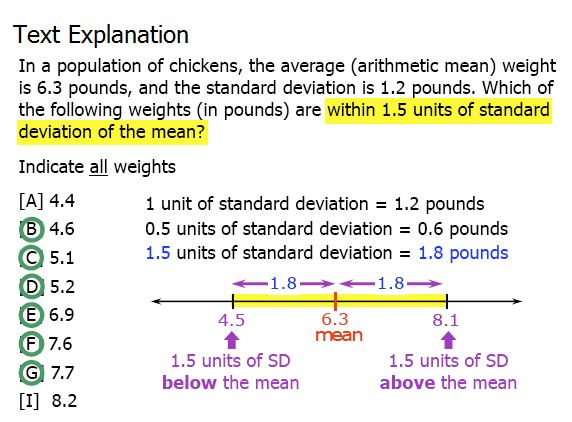 Text Explanation
In a population of chickens, the average (arithmetic mean) weight
is 6.3 pounds, and the standard deviation is 1.2 pounds. Which of
the following weights (in pounds) are within 1.5 units of standard
deviation of the mean?
Indicate all weights
[A] 4.4
1 unit of standard deviation = 1.2 pounds
[B] 4.6
0.5 units of standard deviation = 0.6 pounds
[C] 5.1
1.5 units of standard deviation = 1.8 pounds
[D] 5.2
1.8 1.8
[E] 6.9
4.5 6.3 8.1
mean
[F] 7.6
[G] 7.7
1.5 units of SD 1.5 units of SD
below the mean above the mean
[I] 8.2